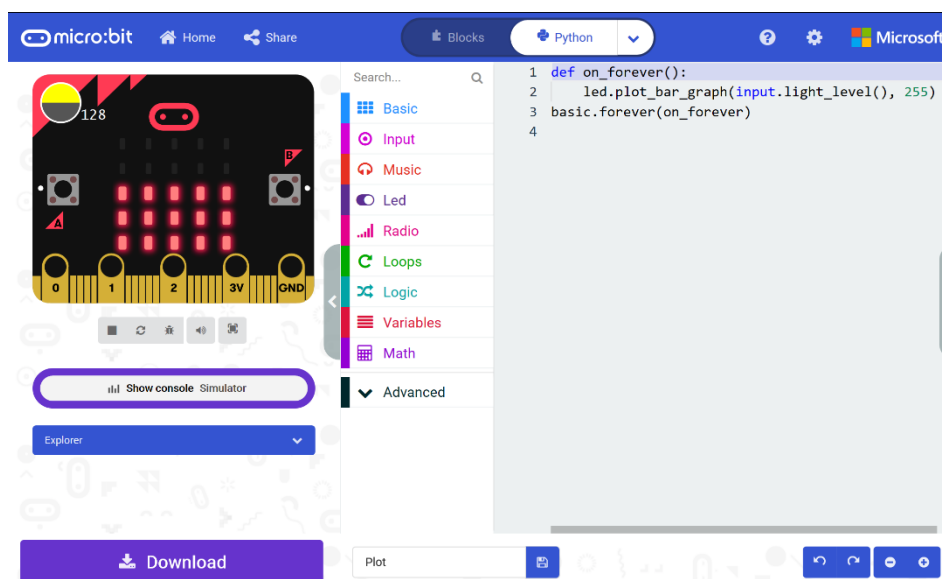 micro:bit Home Share Blocks Python Microsoft
128
B
A
0 1 2 3V GND
Show console Simulator
Explorer
Download
Search...
Basic
Input
Music
Led
Radio
Loops
Logic
Variables
Math
Advanced
1 def on_forever():
2 led.plot_bar_graph(input.light_level(), 255)
3 basic.forever(on_forever)
4
Plot